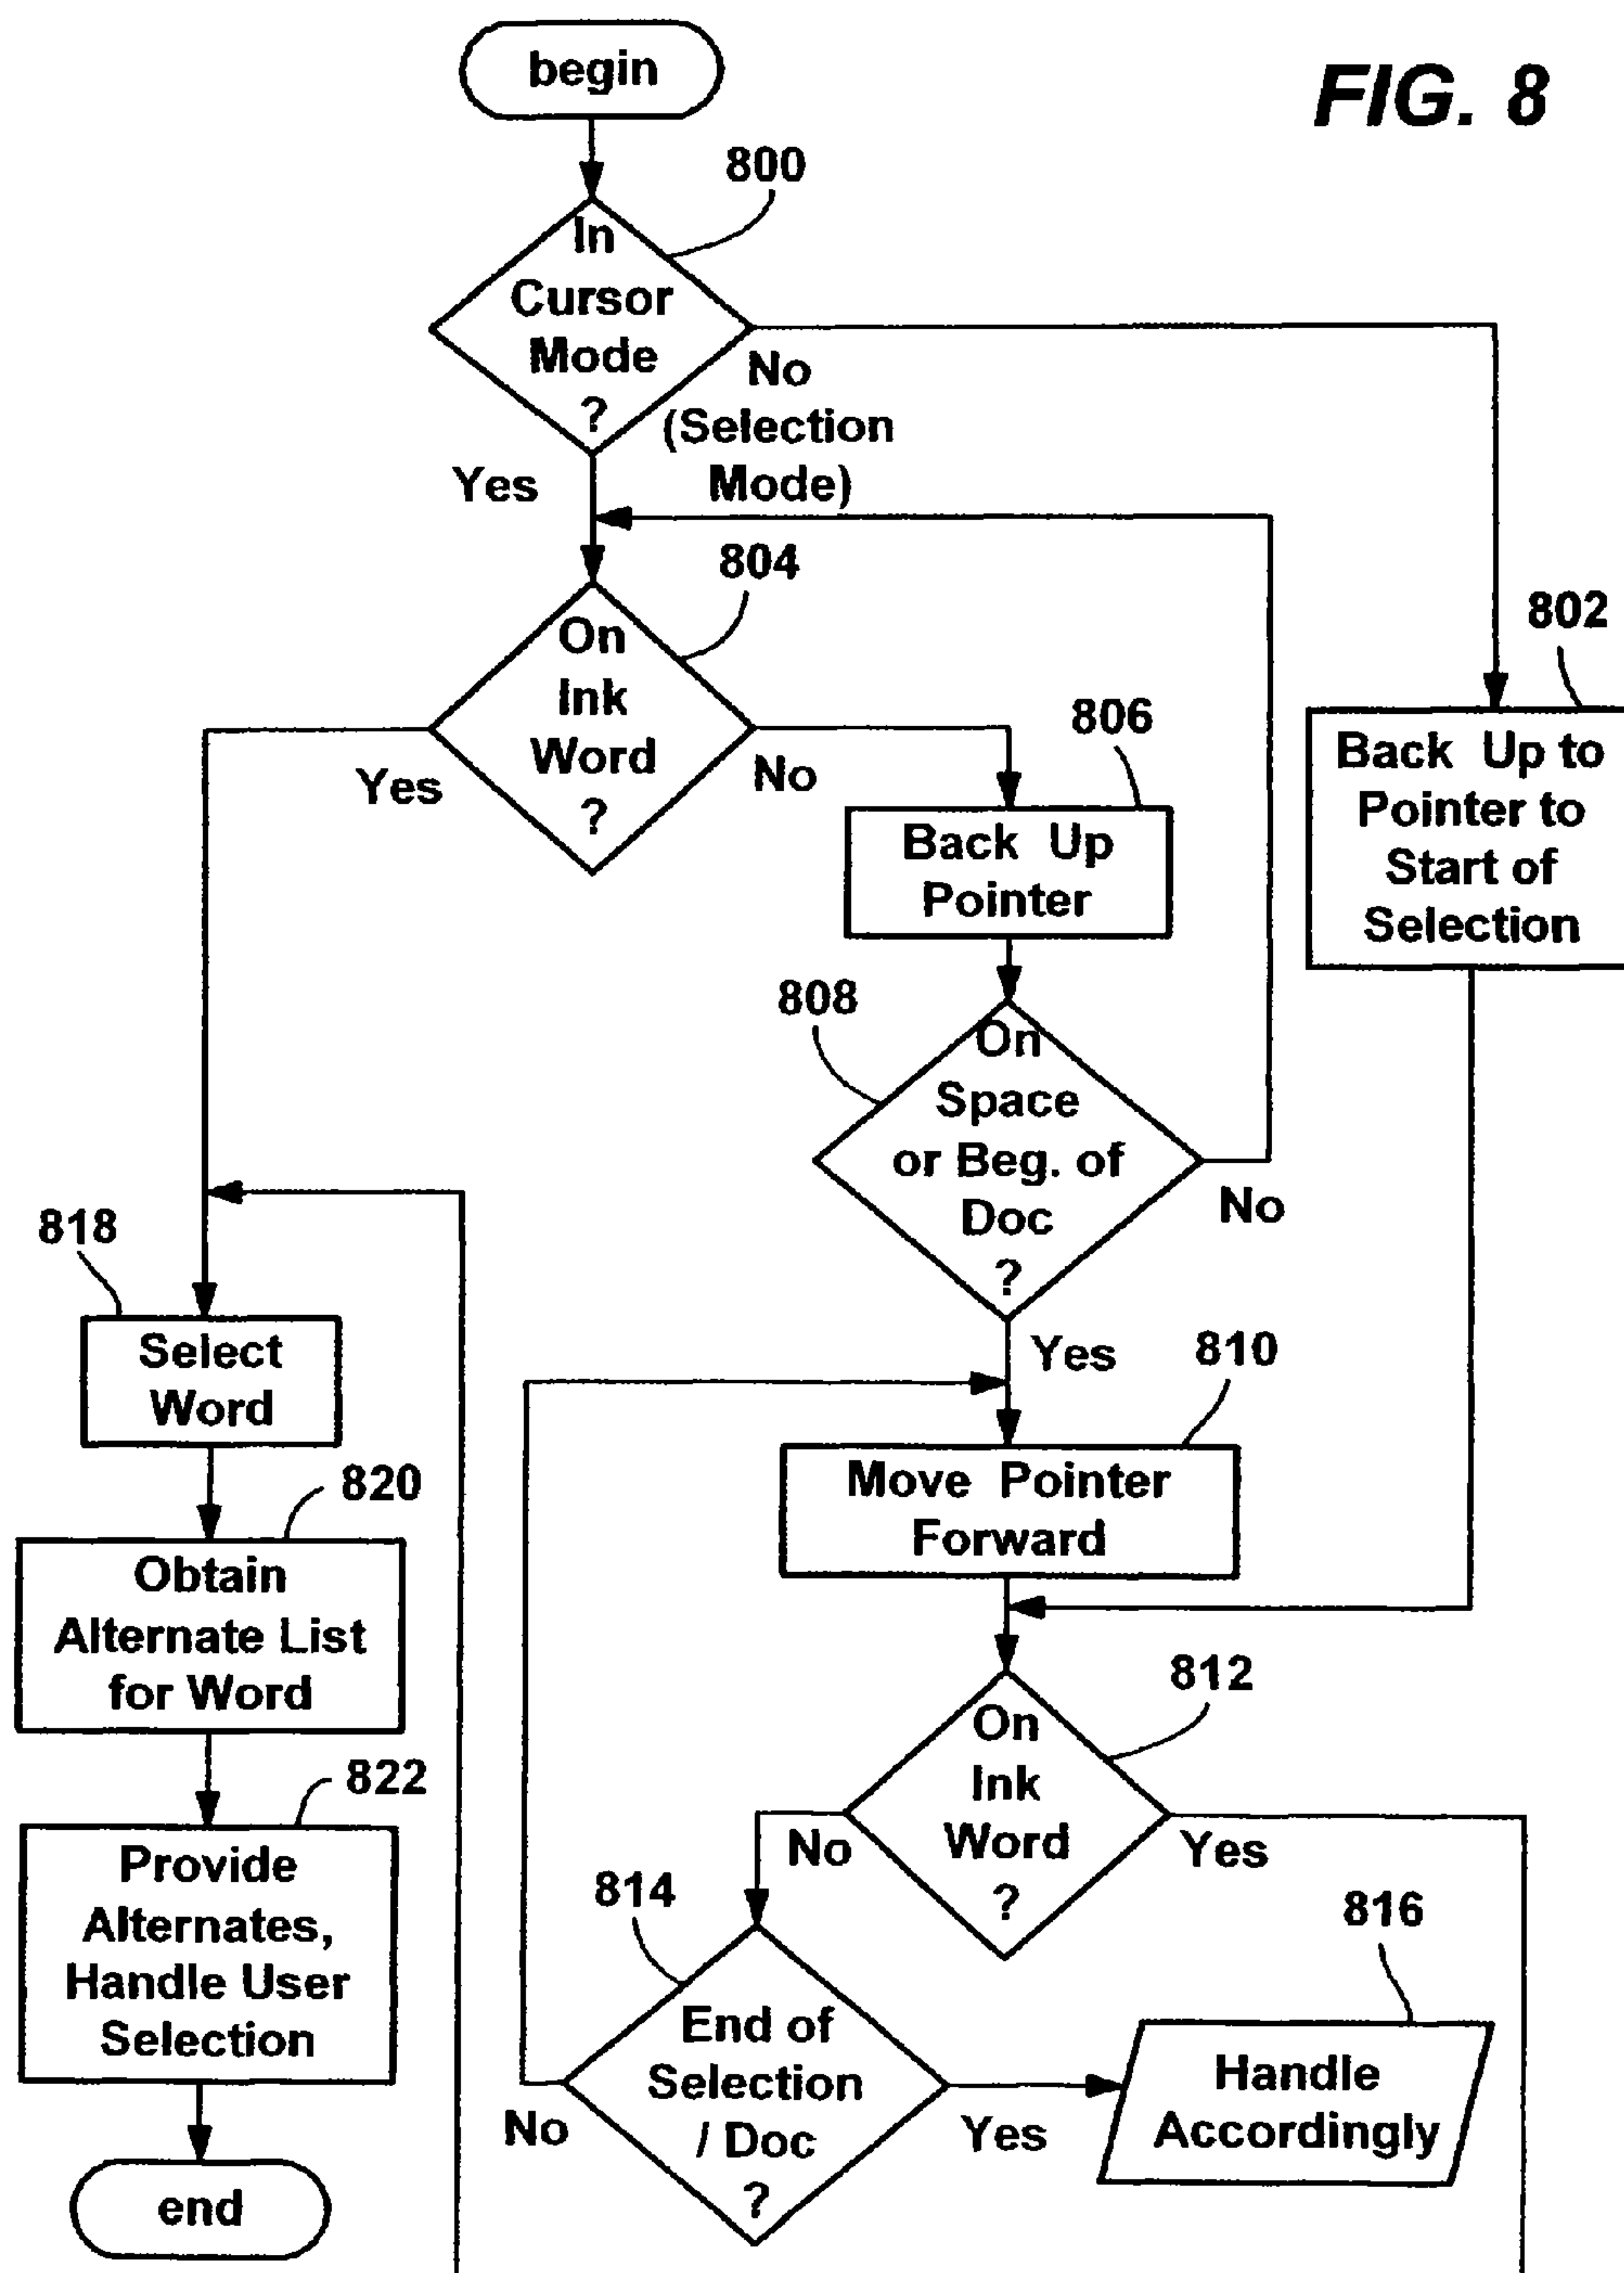 begin
FIG. 8
800
In
Cursor
Mode
?
No
(Selection
Mode)
Yes
804
On
Ink
Word
?
Yes
No
802
Back Up to
Pointer to
Start of
Selection
806
Back Up
Pointer
808
On
Space
or Beg. of
Doc
?
No
Yes
818
Select
Word
810
Move Pointer
Forward
820
Obtain
Alternate List
for Word
812
On
Ink
Word
?
No
Yes
822
Provide
Alternates,
Handle User
Selection
814
End of
Selection
/ Doc
?
No
Yes
816
Handle
Accordingly
end